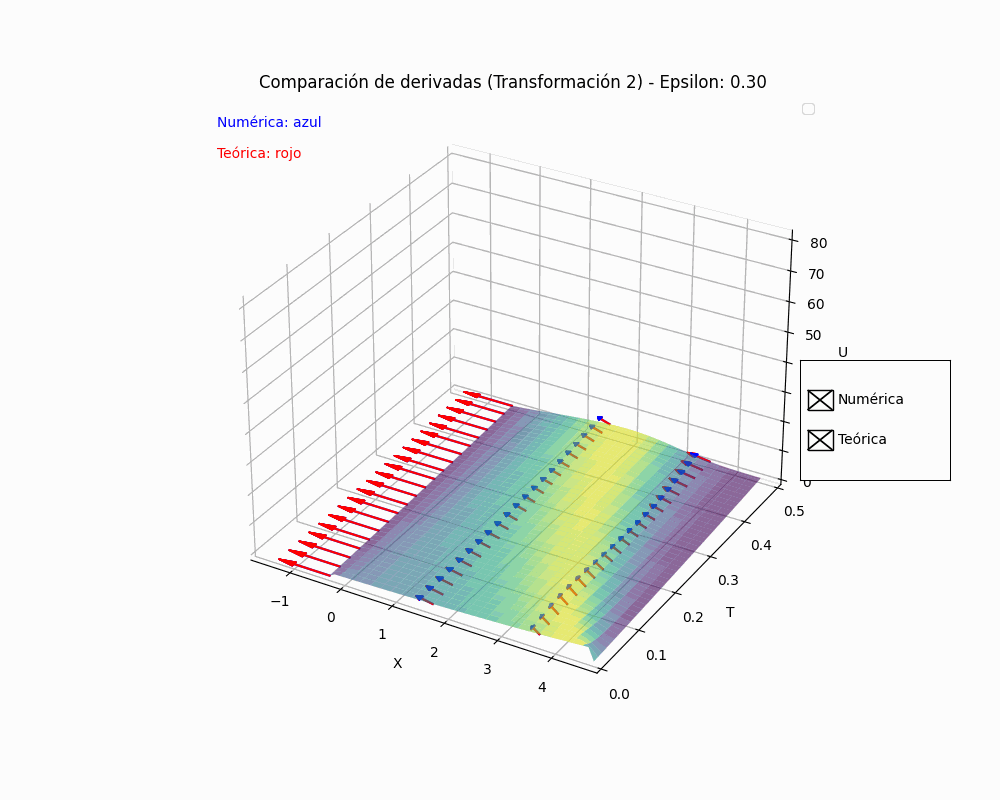 Comparación de derivadas (Transformación 2) - Epsilon: 0.30
Numérica: azul
Teórica: rojo
80
70
60
50
U
Numérica
Teórica
0
0.5
0.4
0.3
0.2
T
0.1
0.0
−1
0
1
2
3
4
X